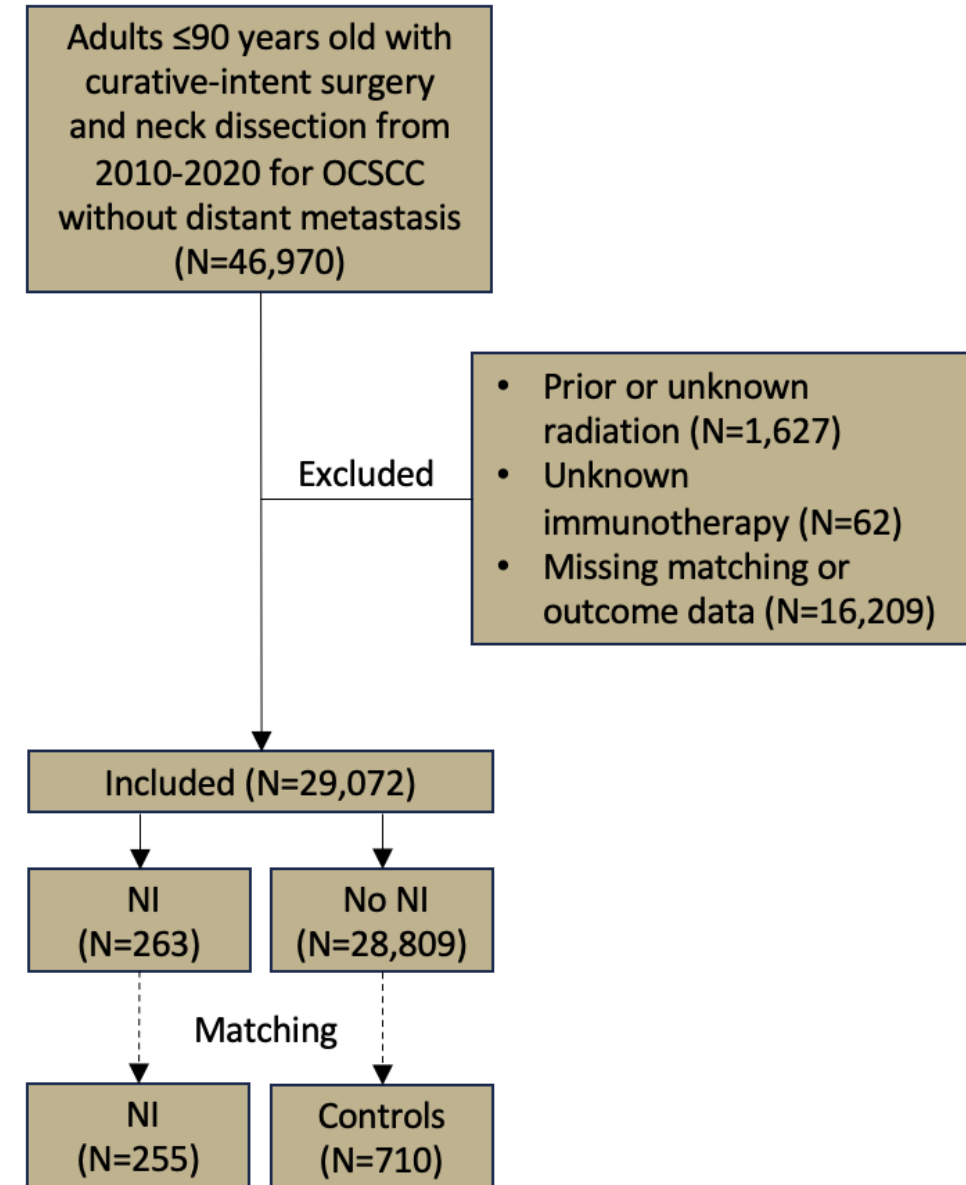 Adults ≤90 years old with
curative-intent surgery
and neck dissection from
2010-2020 for OCSCC
without distant metastasis
(N=46,970)
Excluded
• Prior or unknown
radiation (N=1,627)
• Unknown
immunotherapy (N=62)
• Missing matching or
outcome data (N=16,209)
Included (N=29,072)
NI
(N=263)
No NI
(N=28,809)
Matching
NI
(N=255)
Controls
(N=710)